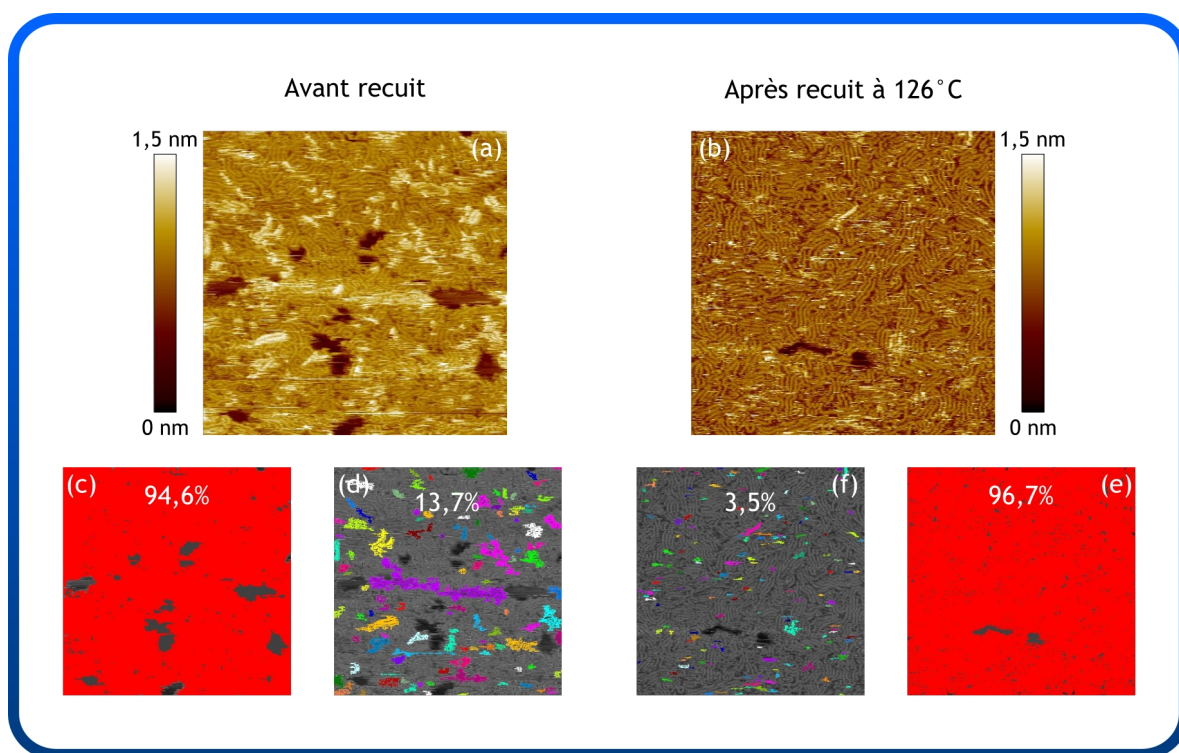 Avant recuit
Après recuit à 126°C
1,5 nm
(a)
(b)
1,5 nm
0 nm
0 nm
(c)
94,6%
(d)
13,7%
3,5%
(f)
96,7%
(e)